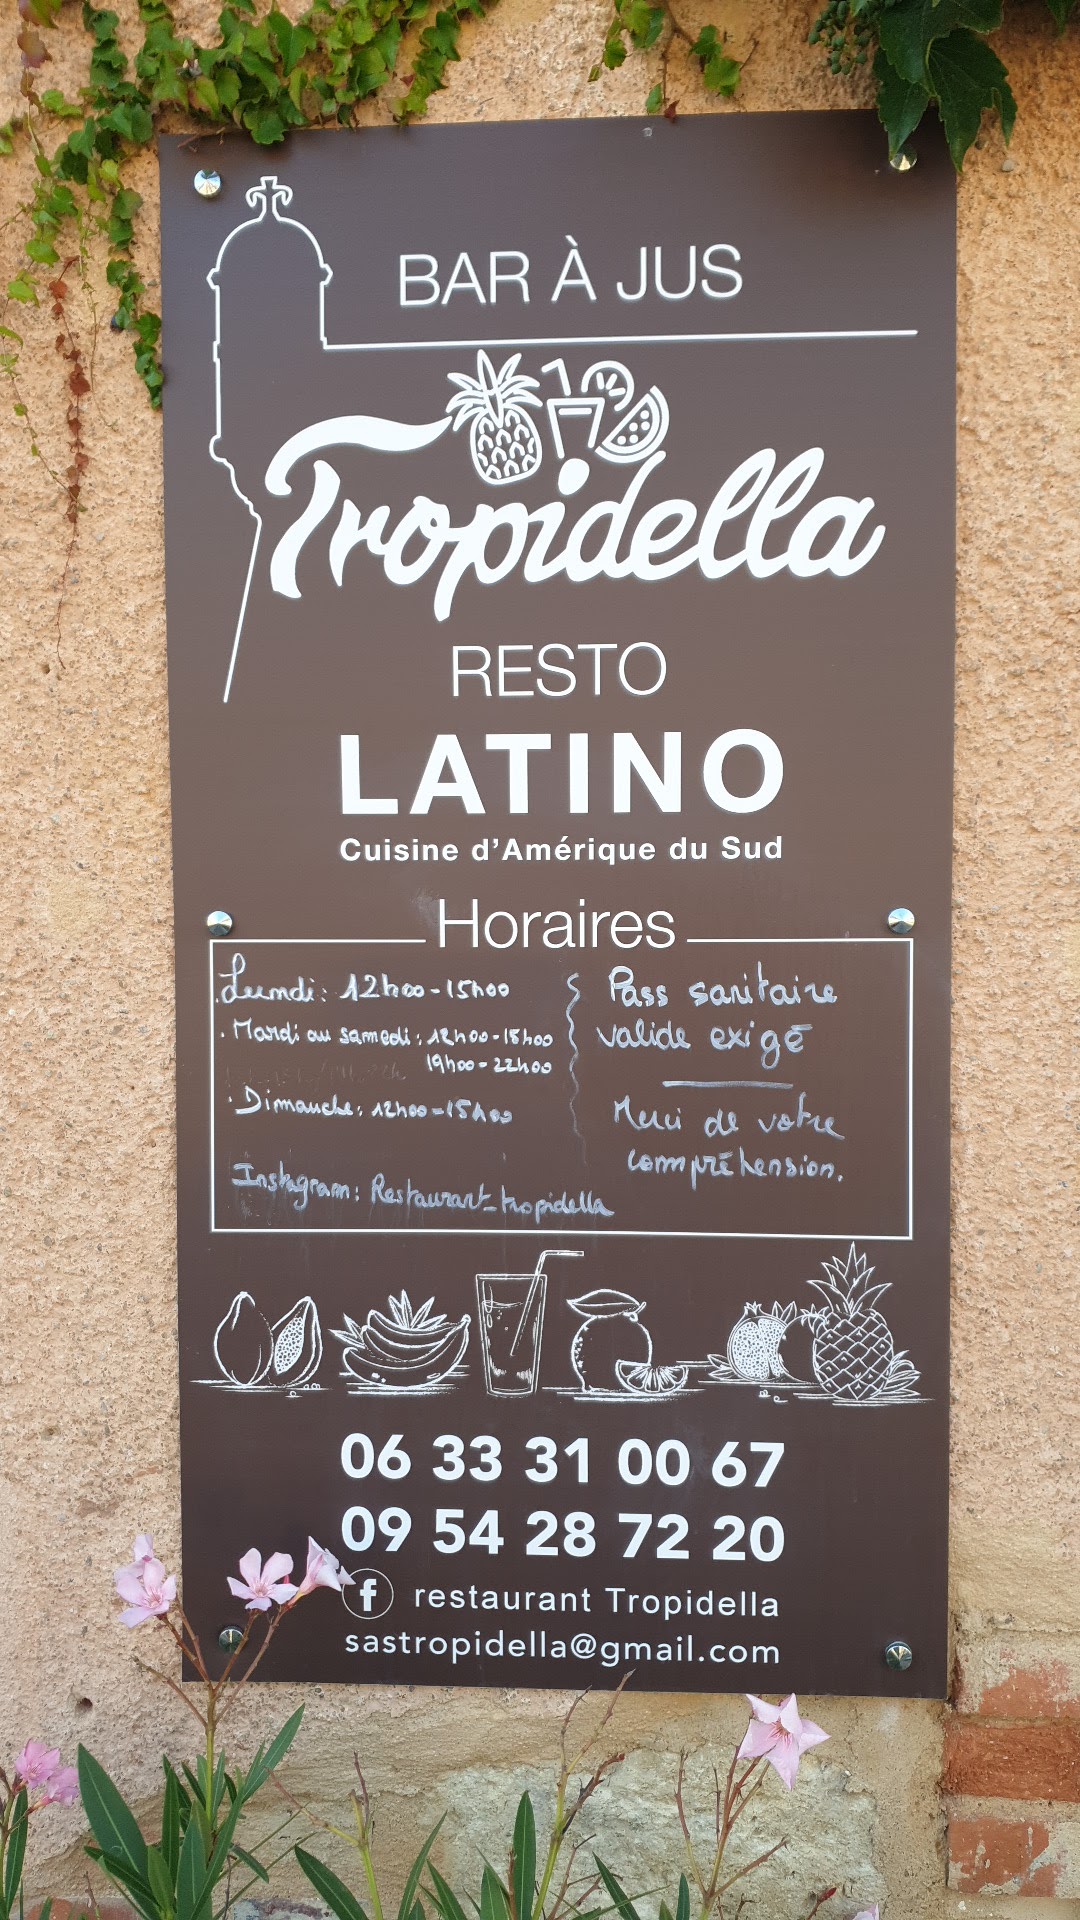 BAR À JUS
Tropidella
RESTO
LATINO
Cuisine d'Amérique du Sud
Horaires
Lundi : 12h00 - 15h00
. Mardi au samedi : 12h00 - 15h00
19h00 - 22h00
. Dimanche : 12h00 - 15h00
Instagram : Restaurant_tropidella
Pass sanitaire
valide exigé
Merci de votre
compréhension.
06 33 31 00 67
09 54 28 72 20
f restaurant Tropidella
sastropidella@gmail.com